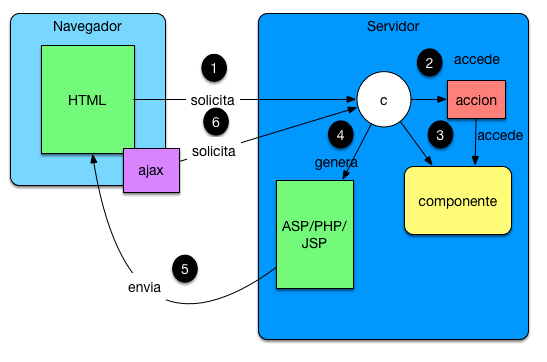 Navegador
Servidor
1
2
accede
HTML
solicita
c
accion
6
4
3
accede
solicita
ajax
genera
componente
ASP/PHP/
JSP
5
envia